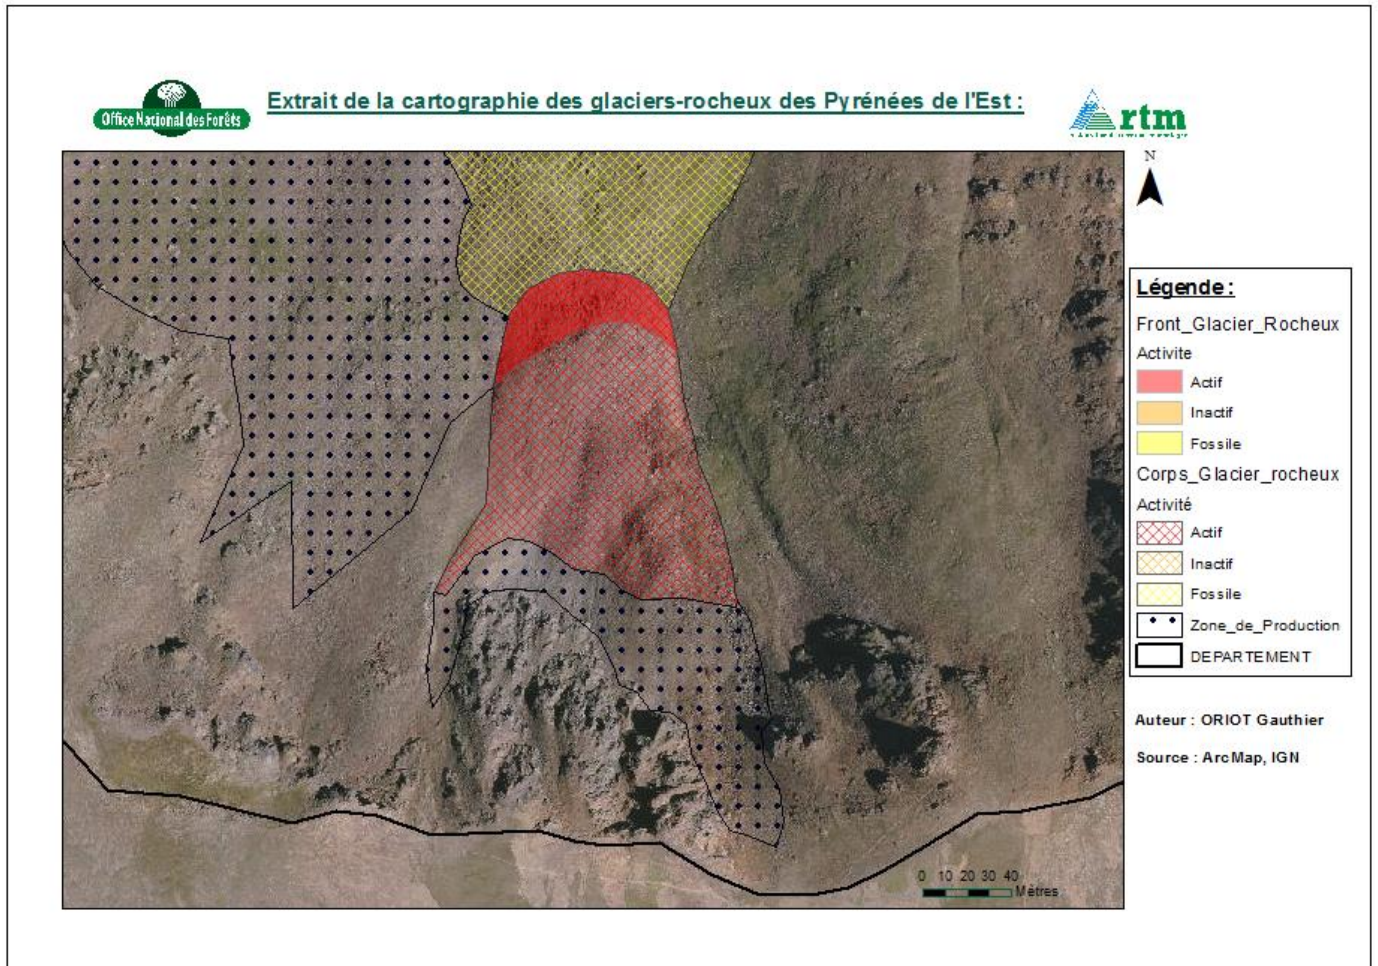 Office National des Forêts
Extrait de la cartographie des glaciers-rocheux des Pyrénées de l'Est :
rtm
N
Légende :
Front_Glacier_Rocheux
Activite
Actif
Inactif
Fossile
Corps_Glacier_rocheux
Activité
Actif
Inactif
Fossile
Zone_de_Production
DEPARTEMENT
Auteur : ORIOT Gauthier
Source : ArcMap, IGN
0 10 20 30 40
Mètres